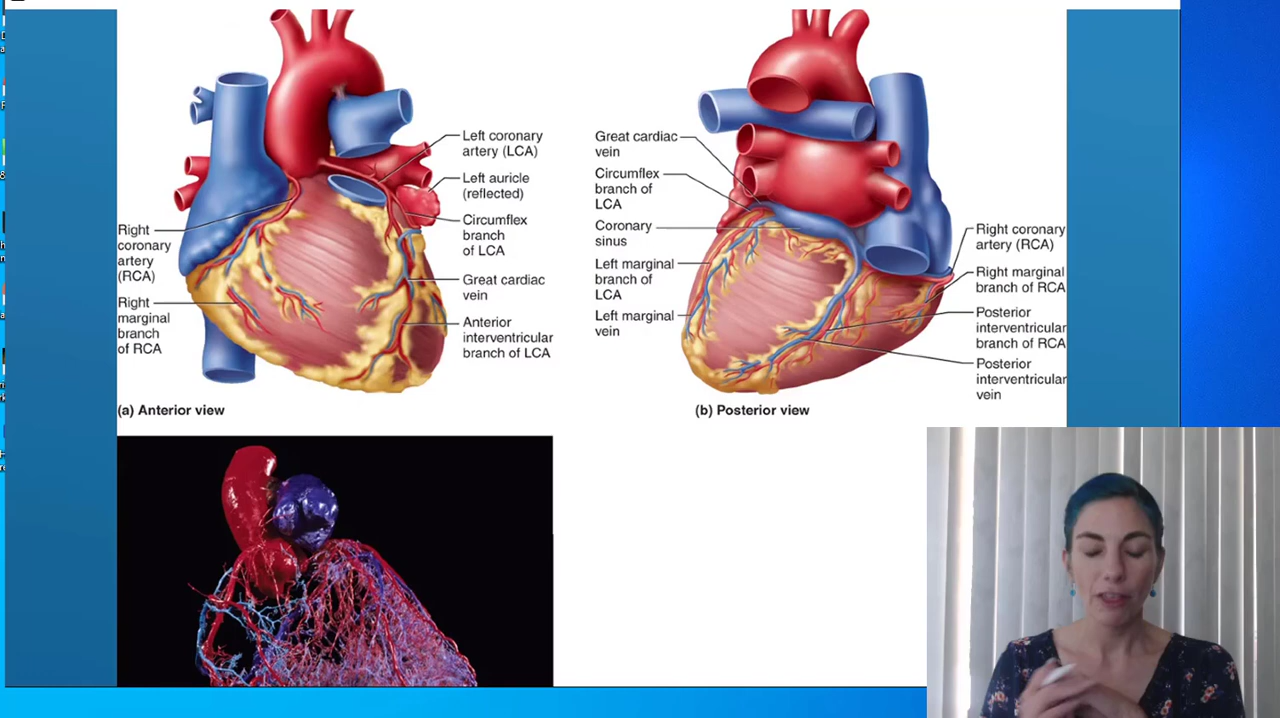 Left coronary
artery (LCA)
Left auricle
(reflected)
Circumflex
branch
of LCA
Great cardiac
vein
Anterior
interventricular
branch of LCA
Right
coronary
artery
(RCA)
Right
marginal
branch
of RCA
(a) Anterior view
Great cardiac
vein
Circumflex
branch of
LCA
Coronary
sinus
Left marginal
branch of
LCA
Left marginal
vein
Right coronary
artery (RCA)
Right marginal
branch of RCA
Posterior
interventricular
branch of RCA
Posterior
interventricular
vein
(b) Posterior view